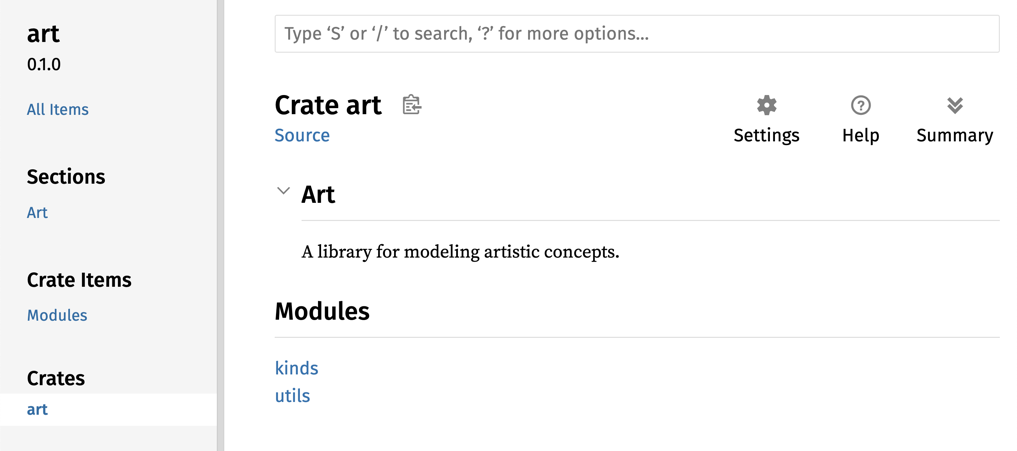 art
0.1.0
All Items
Sections
Art
Crate Items
Modules
Crates
art
Type ‘S’ or ‘/’ to search, ‘?’ for more options…
Crate art
Source
Settings
Help
Summary
Art
A library for modeling artistic concepts.
Modules
kinds
utils